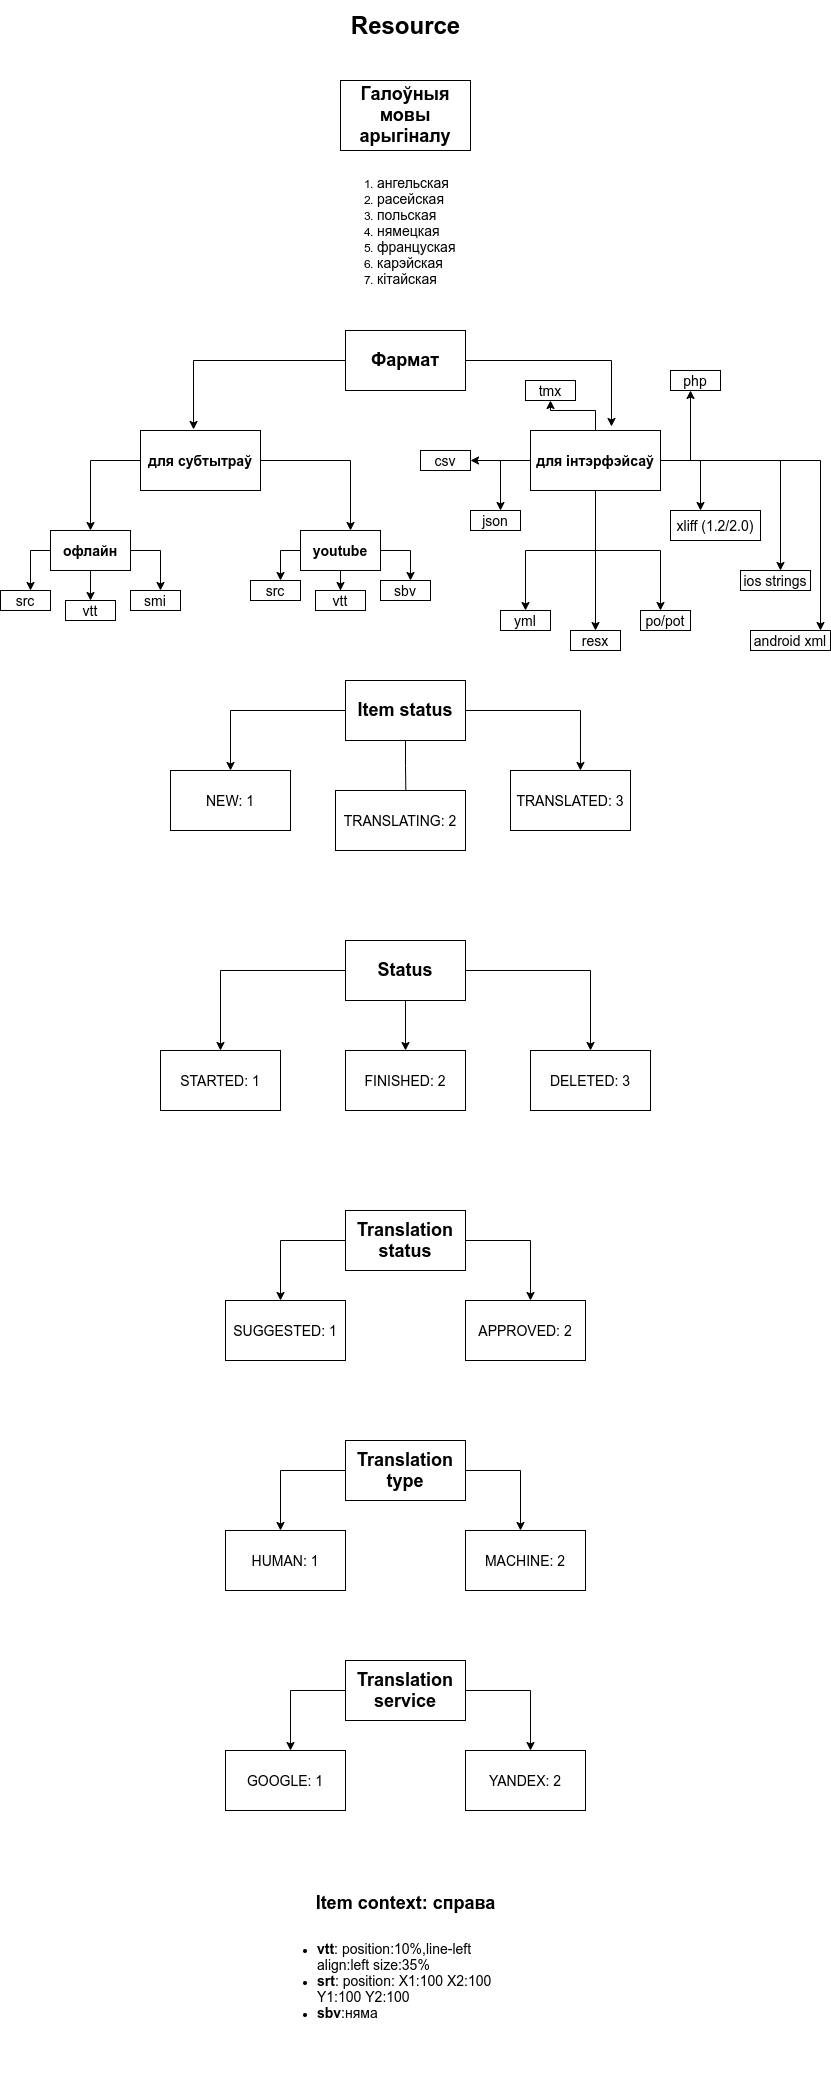 Resource
Галоўныя
мовы
арыгіналу
1. ангельская
2. расейская
3. польская
4. нямецкая
5. француская
6. карэйская
7. кітайская
Фармат
tmx
php
для субтытраў
csv
для інтэрфэйсаў
json
xliff (1.2/2.0)
офлайн
youtube
ios strings
src
vtt
smi
src
vtt
sbv
yml
resx
po/pot
android xml
Item status
NEW: 1
TRANSLATING: 2
TRANSLATED: 3
Status
STARTED: 1
FINISHED: 2
DELETED: 3
Translation
status
SUGGESTED: 1
APPROVED: 2
Translation
type
HUMAN: 1
MACHINE: 2
Translation
service
GOOGLE: 1
YANDEX: 2
Item context: справа
• vtt: position:10%,line-left
align:left size:35%
• srt: position: X1:100 X2:100
Y1:100 Y2:100
• sbv:няма